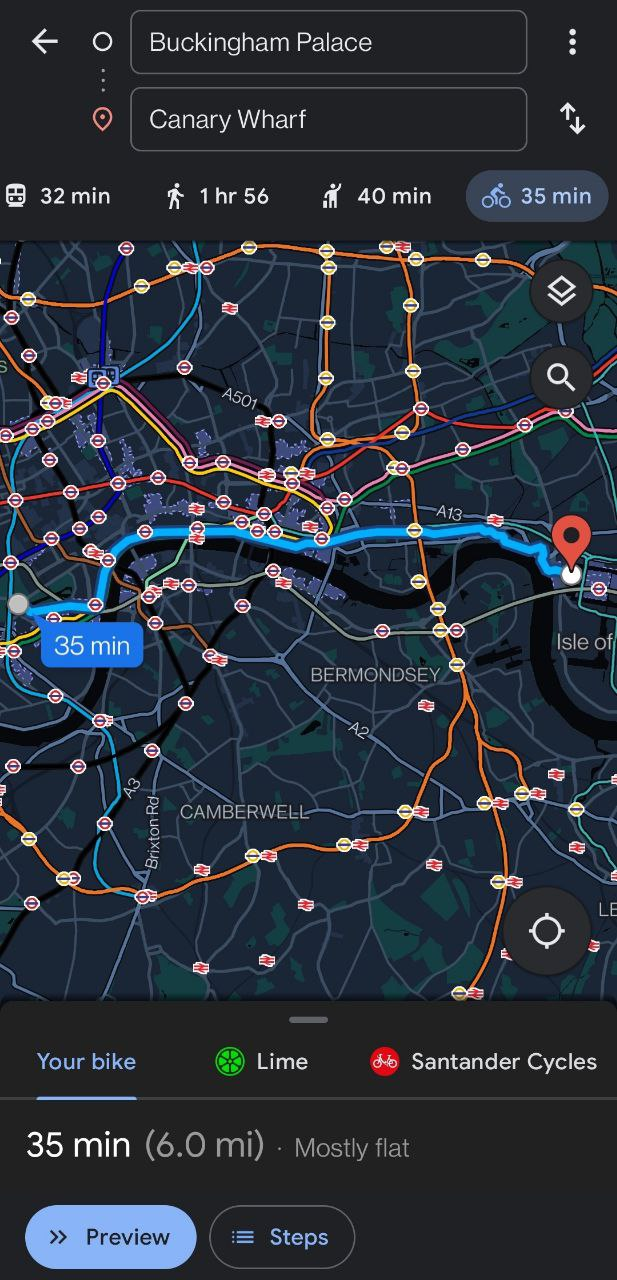 Buckingham Palace
Canary Wharf
32 min
1 hr 56
40 min
35 min
s
A501
A13
35 min
Isle of
BERMONDSEY
A2
A3
Brixton Rd
CAMBERWELL
LE
Your bike
Lime
Santander Cycles
35 min (6.0 mi) · Mostly flat
Preview
Steps